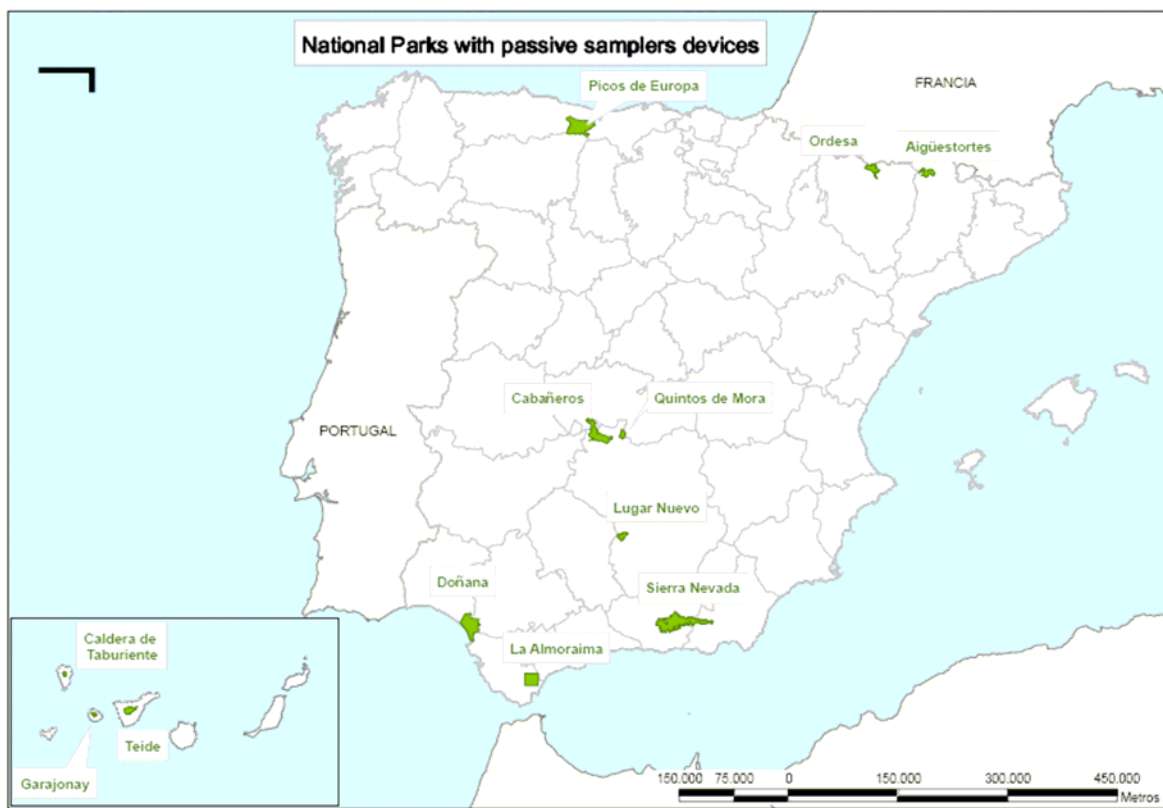 National Parks with passive samplers devices
Picos de Europa
FRANCIA
Ordesa
Aigüestortes
Cabañeros
Quintos de Mora
PORTUGAL
Lugar Nuevo
Doñana
Sierra Nevada
La Almoraima
Caldera de
Taburiente
Teide
Garajonay
150.000 75.000 0 150.000 300.000 450.000
Metros